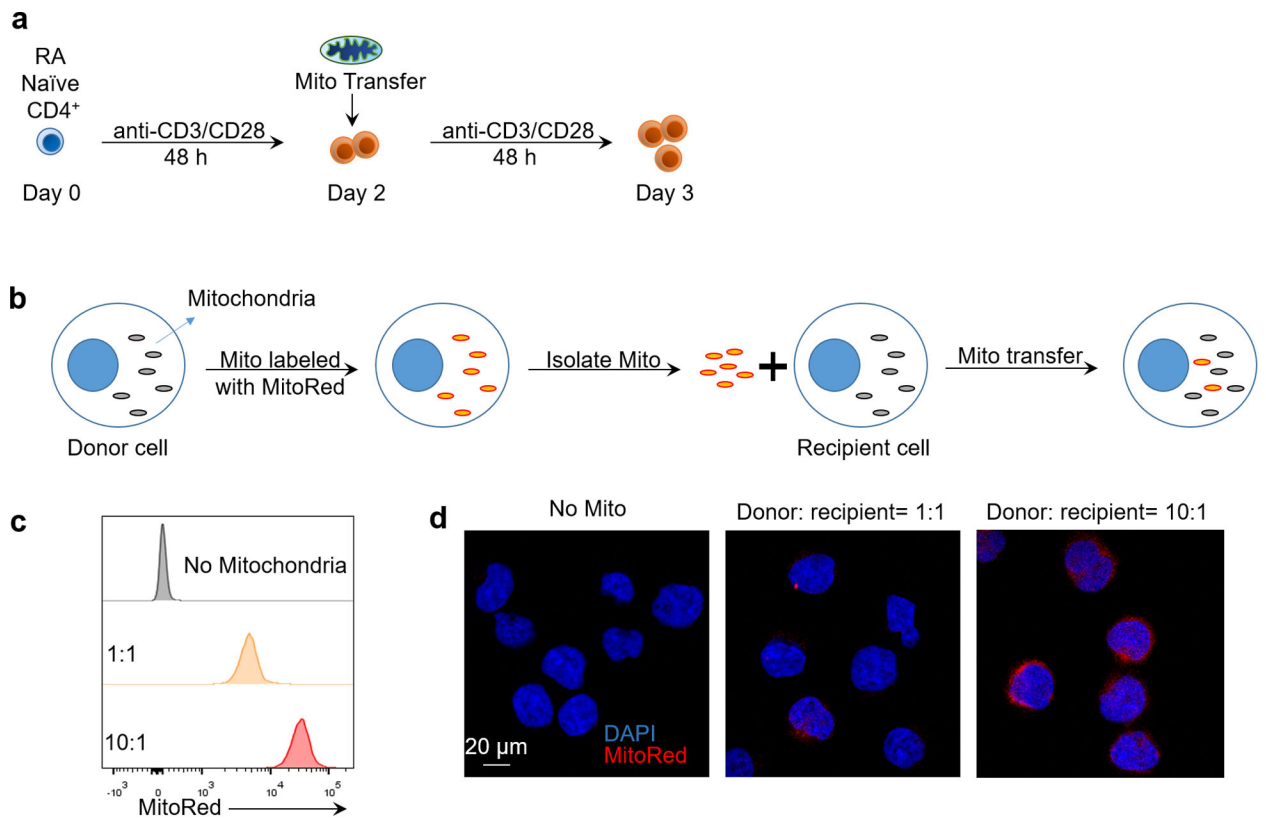 a
RA
Naïve
CD4⁺
Mito Transfer
anti-CD3/CD28
48 h
anti-CD3/CD28
48 h
Day 0
Day 2
Day 3
b
Mitochondria
Mito labeled
with MitoRed
Isolate Mito
+
Mito transfer
Donor cell
Recipient cell
c
No Mitochondria
1:1
10:1
-10³ 0 10³ 10⁴ 10⁵
MitoRed
d
No Mito
Donor: recipient= 1:1
Donor: recipient= 10:1
DAPI
MitoRed
20 µm